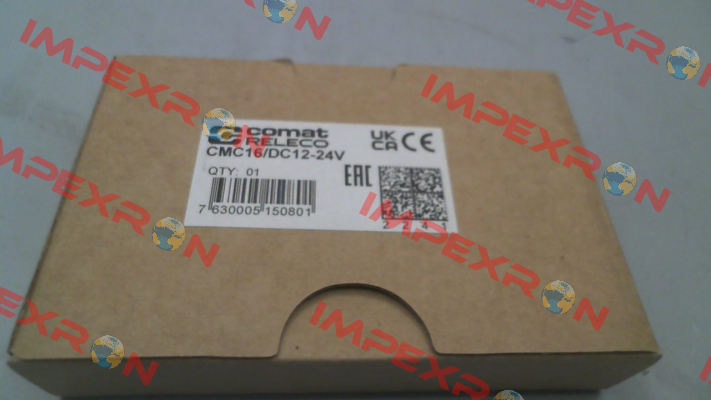 comat
RELECO
CMC16/DC12-24V
QTY: 01
7 630005 150801
UK
CA CE
EAC
IMPEXRON
IMPEXRON
IMPEXRON
IMPEXRON
IMPEXRON
IMPEXRON
IMPEXRON